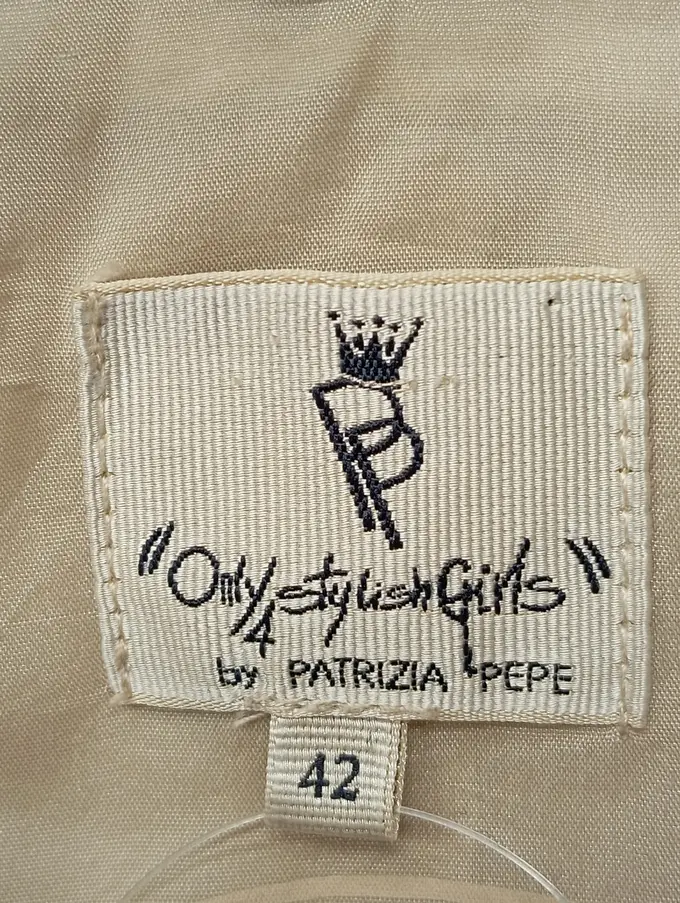 PP
"Only 4 stylish Girls"
by PATRIZIA PEPE
42